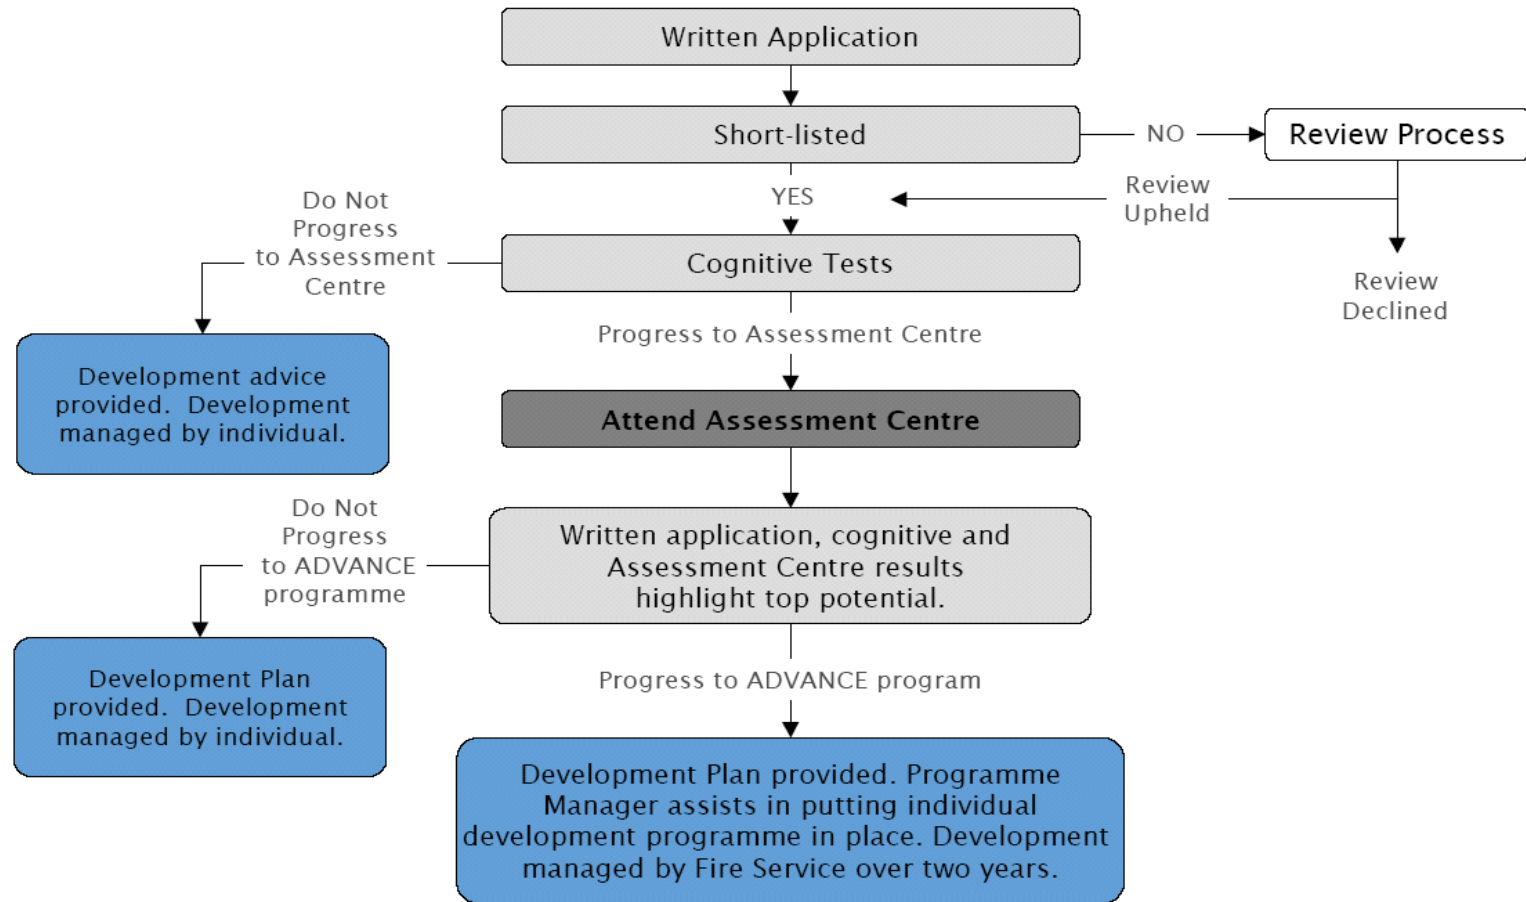 Written Application
Short-listed
NO
Review Process
YES
Review
Upheld
Do Not
Progress
to Assessment
Centre
Cognitive Tests
Review
Declined
Progress to Assessment Centre
Development advice
provided.  Development
managed by individual.
Attend Assessment Centre
Do Not
Progress
to ADVANCE
programme
Written application, cognitive and
Assessment Centre results
highlight top potential.
Development Plan
provided.  Development
managed by individual.
Progress to ADVANCE program
Development Plan provided. Programme
Manager assists in putting individual
development programme in place. Development
managed by Fire Service over two years.